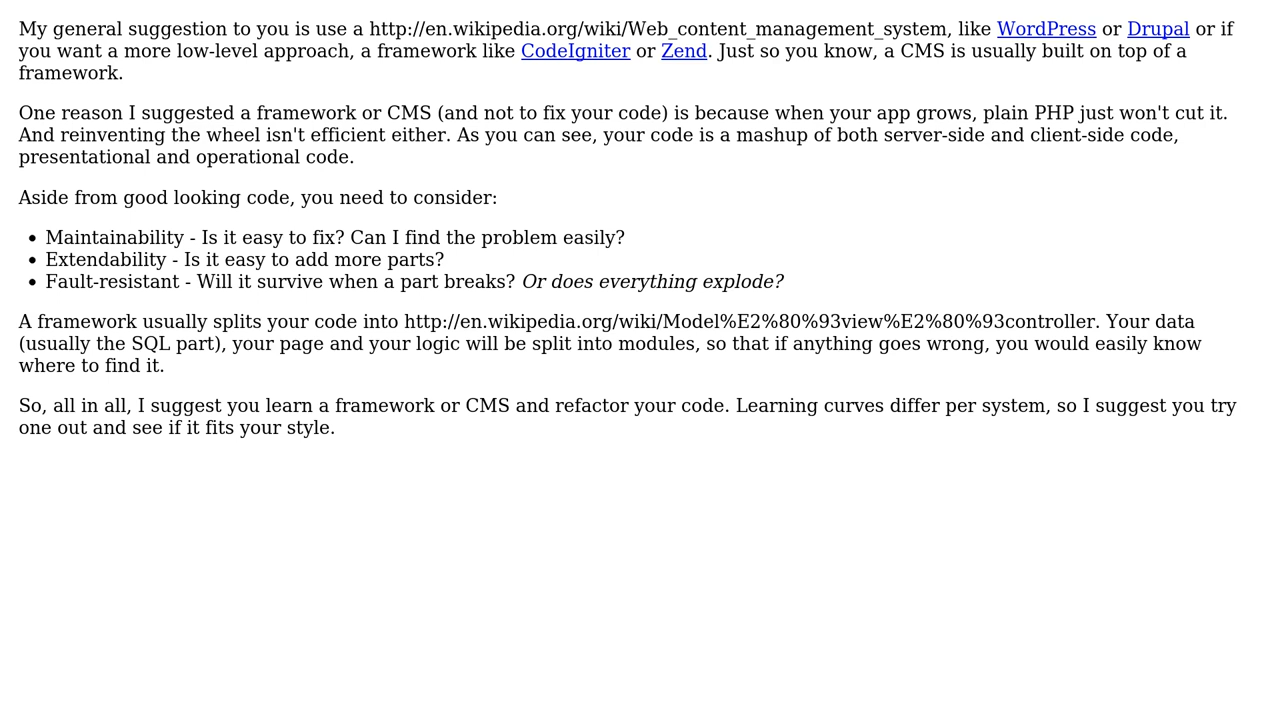 My general suggestion to you is use a http://en.wikipedia.org/wiki/Web_content_management_system, like WordPress or Drupal or if
you want a more low-level approach, a framework like CodeIgniter or Zend. Just so you know, a CMS is usually built on top of a
framework.
One reason I suggested a framework or CMS (and not to fix your code) is because when your app grows, plain PHP just won't cut it.
And reinventing the wheel isn't efficient either. As you can see, your code is a mashup of both server-side and client-side code,
presentational and operational code.
Aside from good looking code, you need to consider:
• Maintainability - Is it easy to fix? Can I find the problem easily?
• Extendability - Is it easy to add more parts?
• Fault-resistant - Will it survive when a part breaks? Or does everything explode?
A framework usually splits your code into http://en.wikipedia.org/wiki/Model%E2%80%93view%E2%80%93controller. Your data
(usually the SQL part), your page and your logic will be split into modules, so that if anything goes wrong, you would easily know
where to find it.
So, all in all, I suggest you learn a framework or CMS and refactor your code. Learning curves differ per system, so I suggest you try
one out and see if it fits your style.